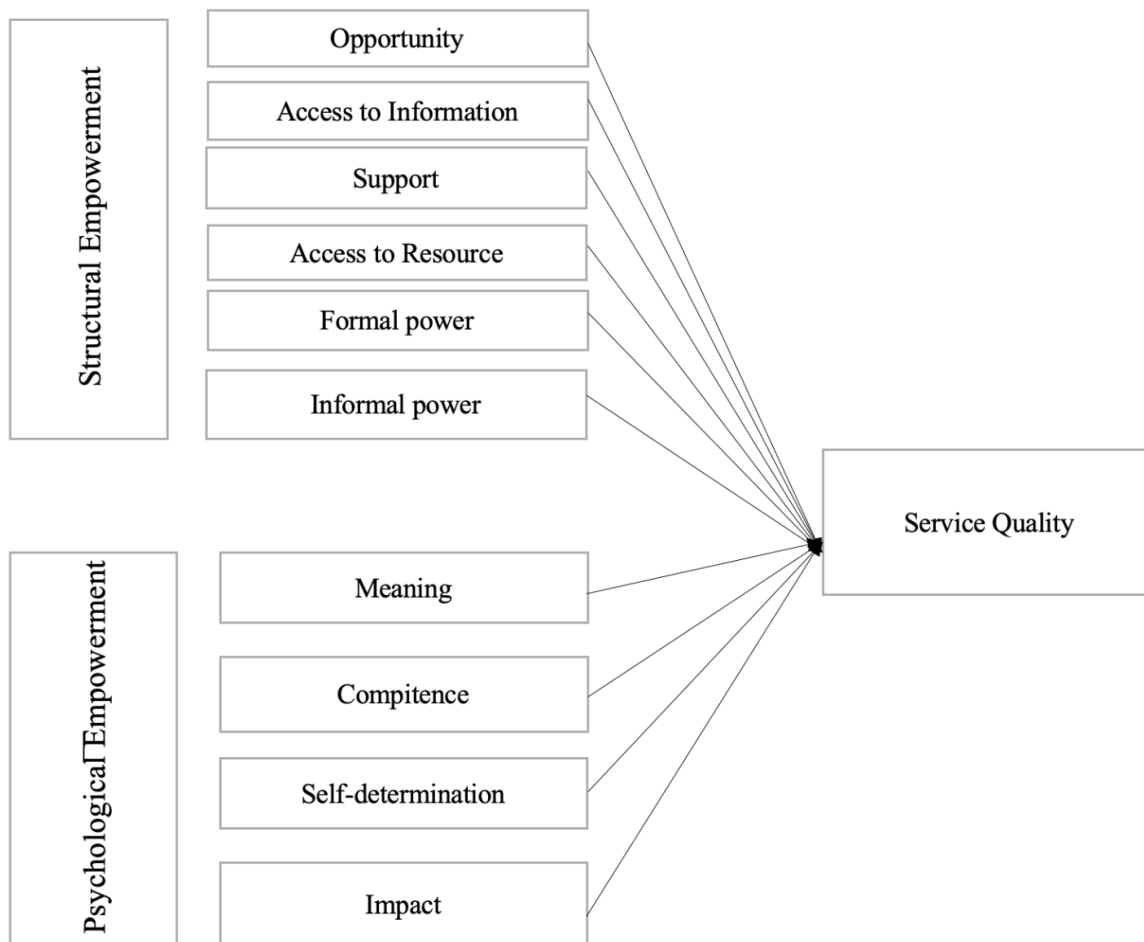 Structural Empowerment
Opportunity
Access to Information
Support
Access to Resource
Formal power
Informal power
Service Quality
Psychological Empowerment
Meaning
Compitence
Self-determination
Impact